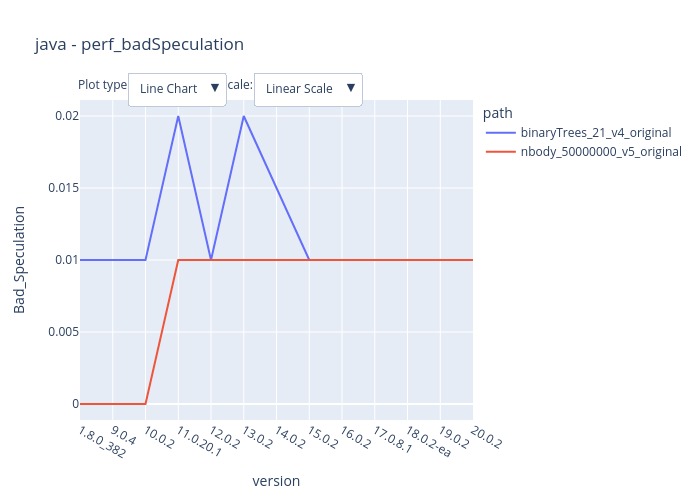 java - perf_badSpeculation
Plot type
Line Chart ▼
cale:
Linear Scale ▼
path
binaryTrees_21_v4_original
nbody_50000000_v5_original
Bad_Speculation
0.02
0.015
0.01
0.005
0
1.8.0_382
9.0.4
10.0.2
11.0.20.1
12.0.2
13.0.2
14.0.2
15.0.2
16.0.2
17.0.8.1
18.0.2-ea
19.0.2
20.0.2
version